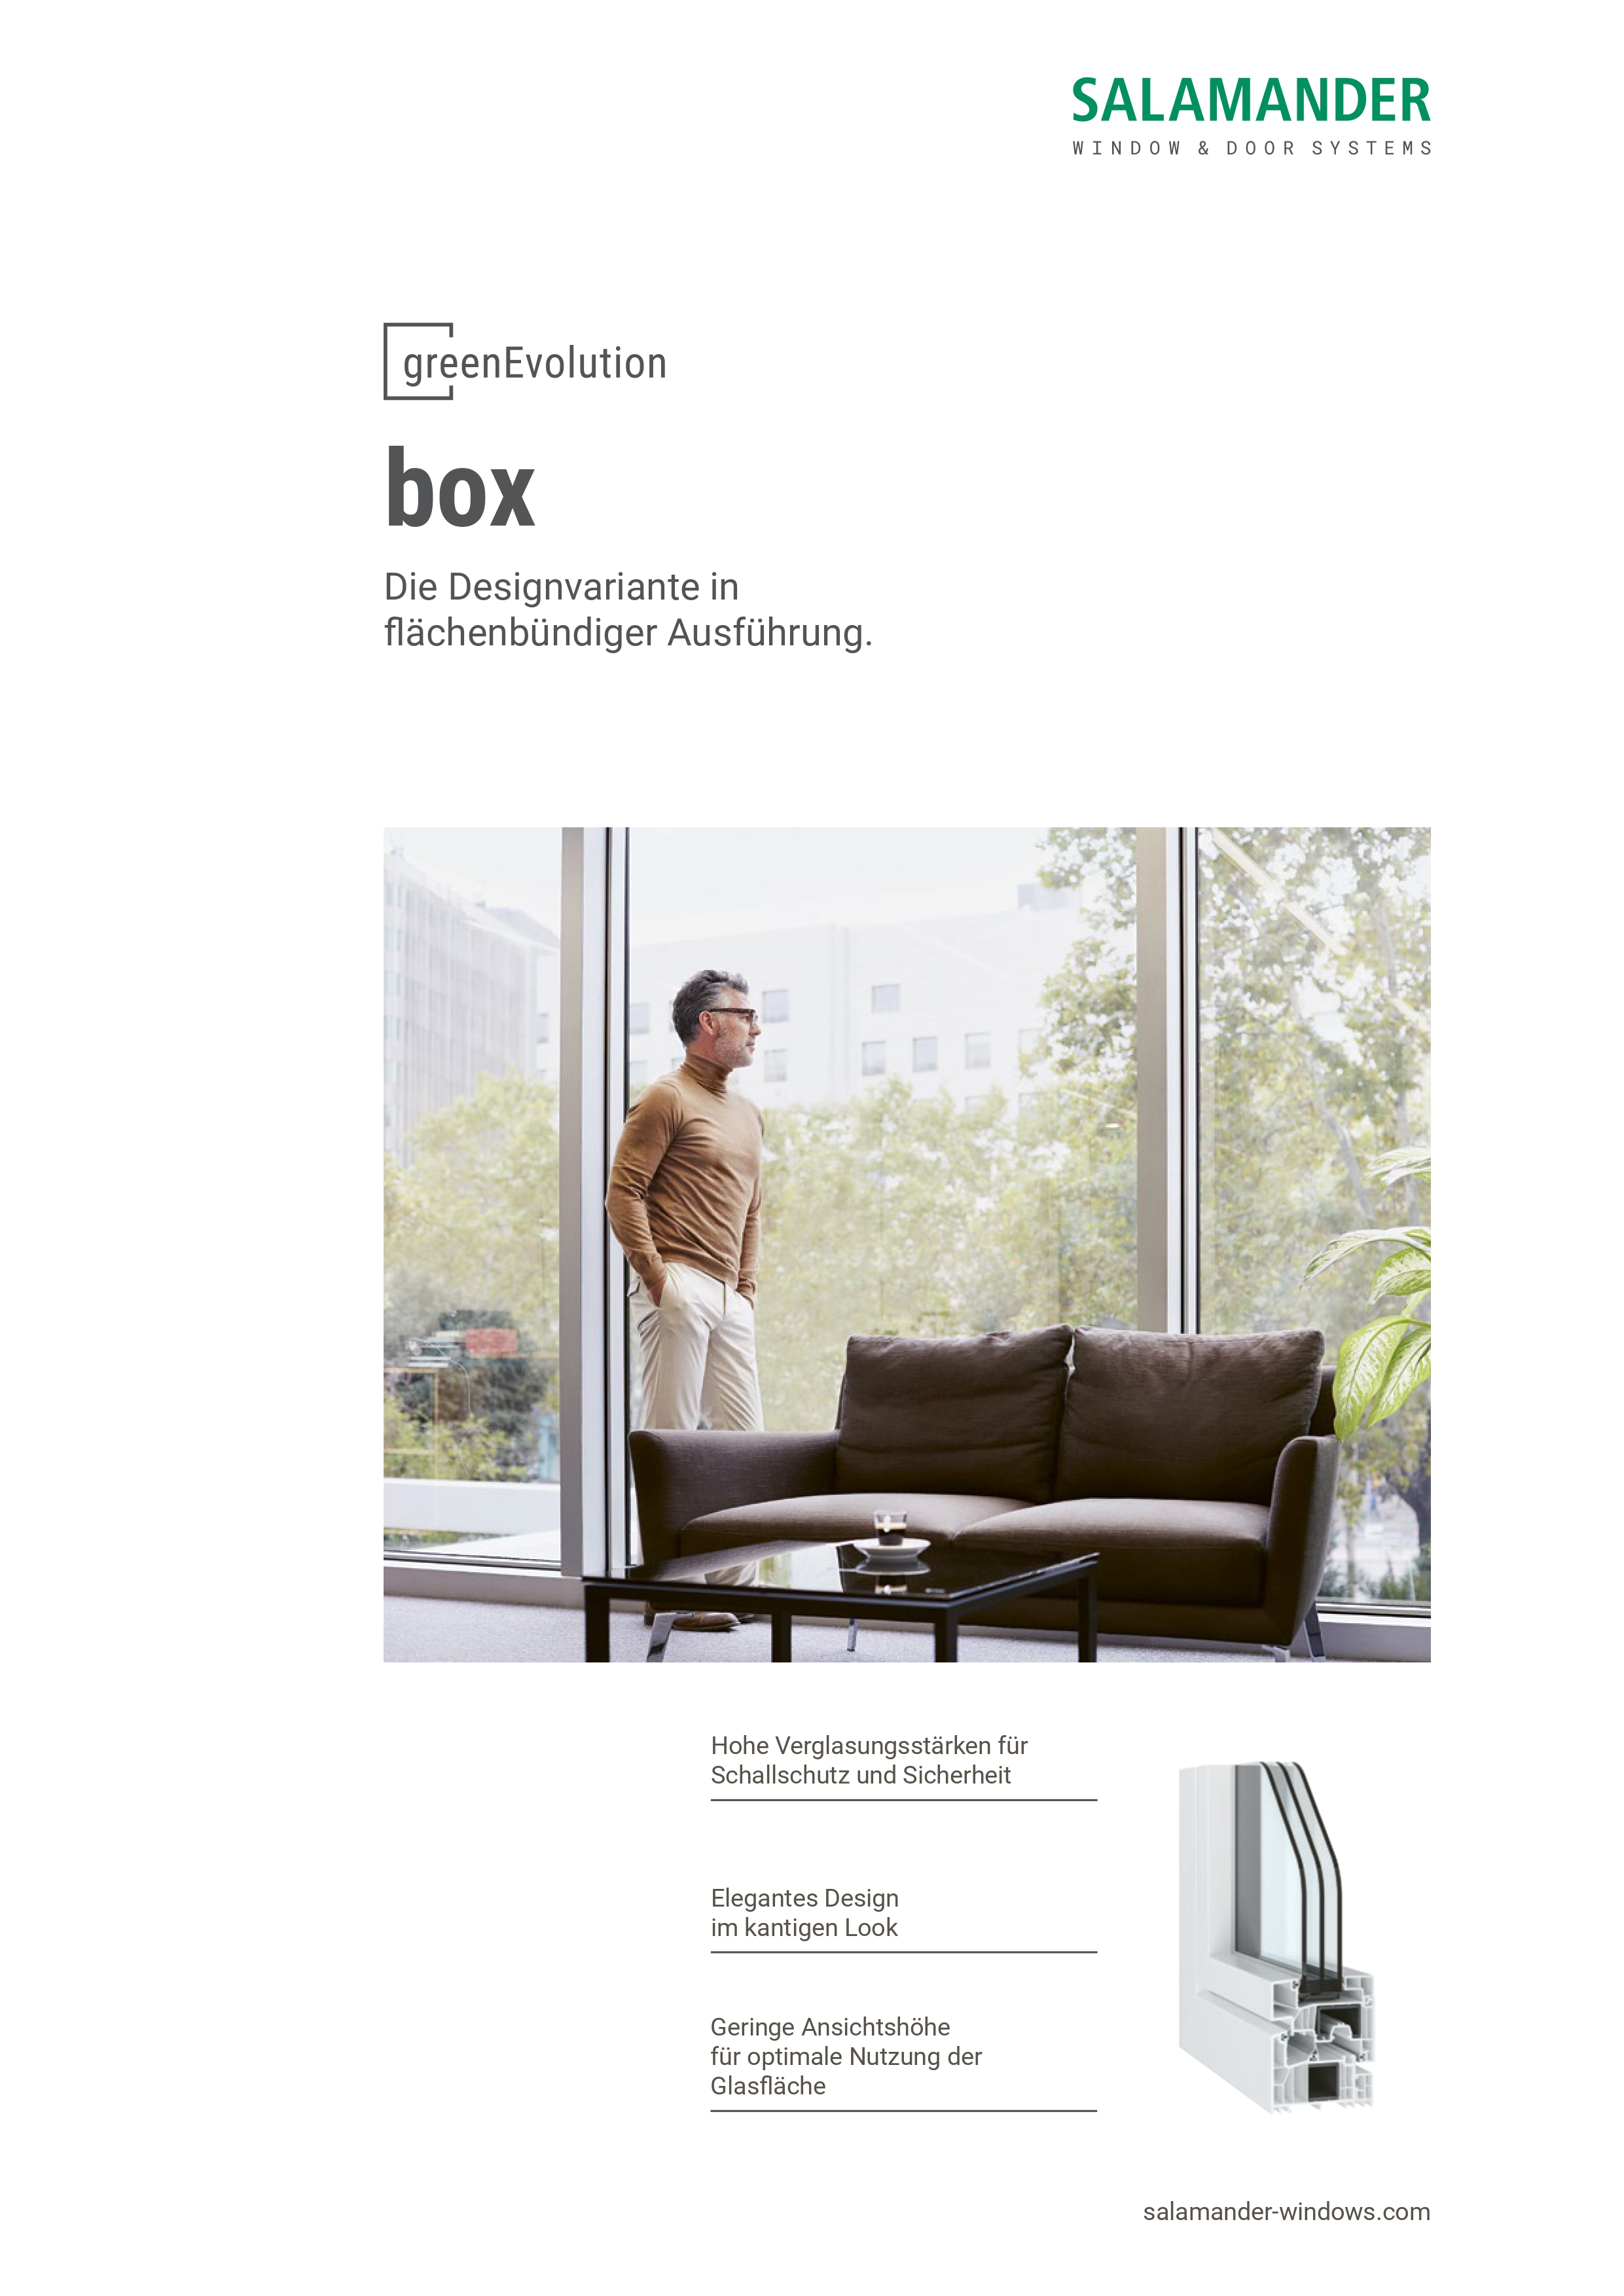 SALAMANDER
WINDOW & DOOR SYSTEMS
greenEvolution
box
Die Designvariante in
flächenbündiger Ausführung.
Hohe Verglasungsstärken für
Schallschutz und Sicherheit
Elegantes Design
im kantigen Look
Geringe Ansichtshöhe
für optimale Nutzung der
Glasfläche
salamander-windows.com